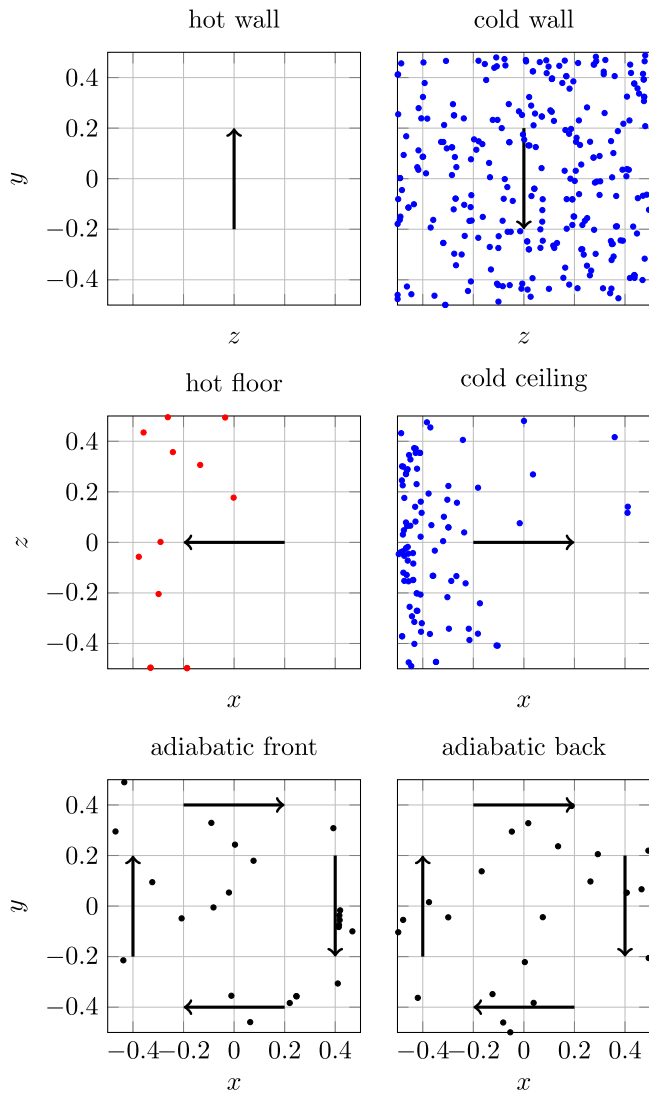 hot wall cold wall
0.4
0.2
0
−0.2
−0.4
y
z z
hot floor cold ceiling
0.4
0.2
0
−0.2
−0.4
z
x x
adiabatic front adiabatic back
0.4
0.2
0
−0.2
−0.4
y
−0.4 −0.2 0 0.2 0.4 −0.4 −0.2 0 0.2 0.4
x x